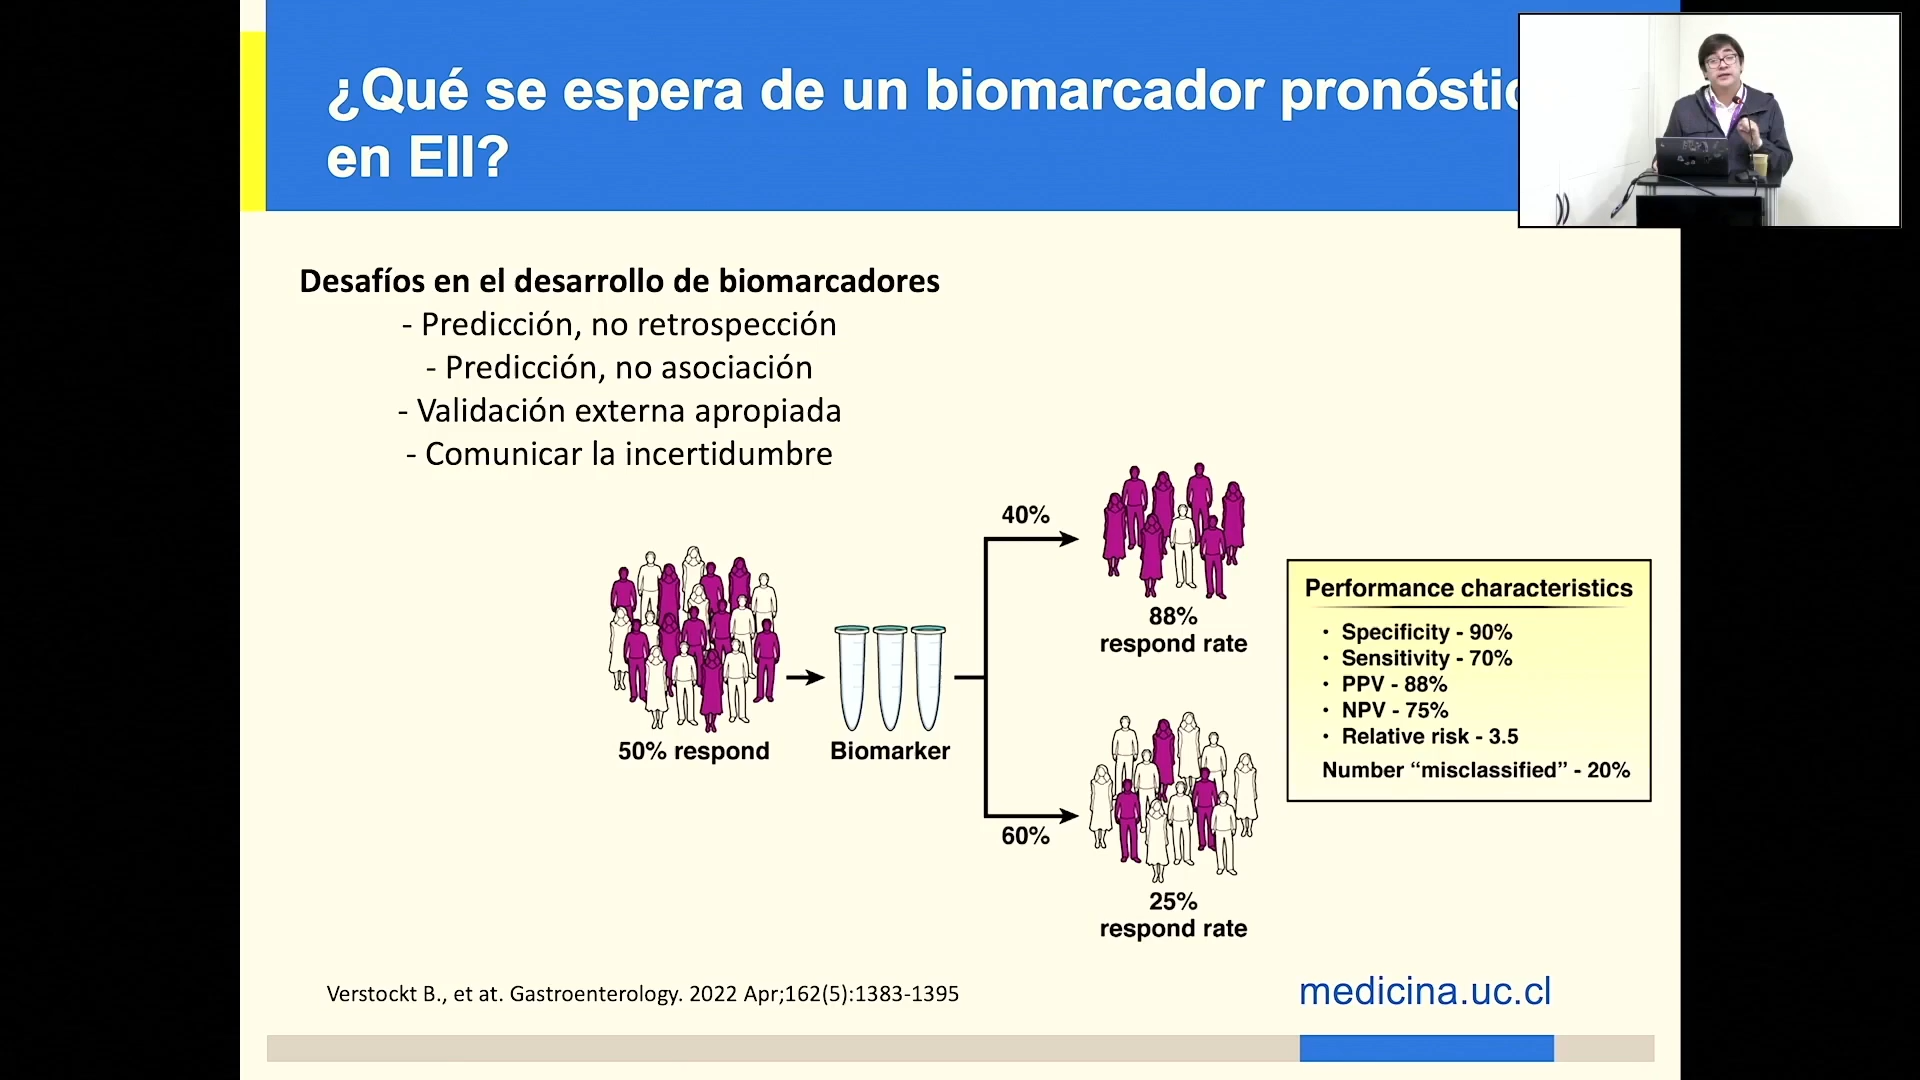 ¿Qué se espera de un biomarcador
en EII?
Desafíos en el desarrollo de biomarcadores
- Predicción, no retrospección
- Predicción, no asociación
- Validación externa apropiada
- Comunicar la incertidumbre
40%
88%
respond rate
50% respond
Biomarker
60%
25%
respond rate
Performance characteristics
• Specificity - 90%
• Sensitivity - 70%
• PPV - 88%
• NPV - 75%
• Relative risk - 3.5
Number “misclassified” - 20%
Verstockt B., et at. Gastroenterology. 2022 Apr;162(5):1383-1395
medicina.uc.cl